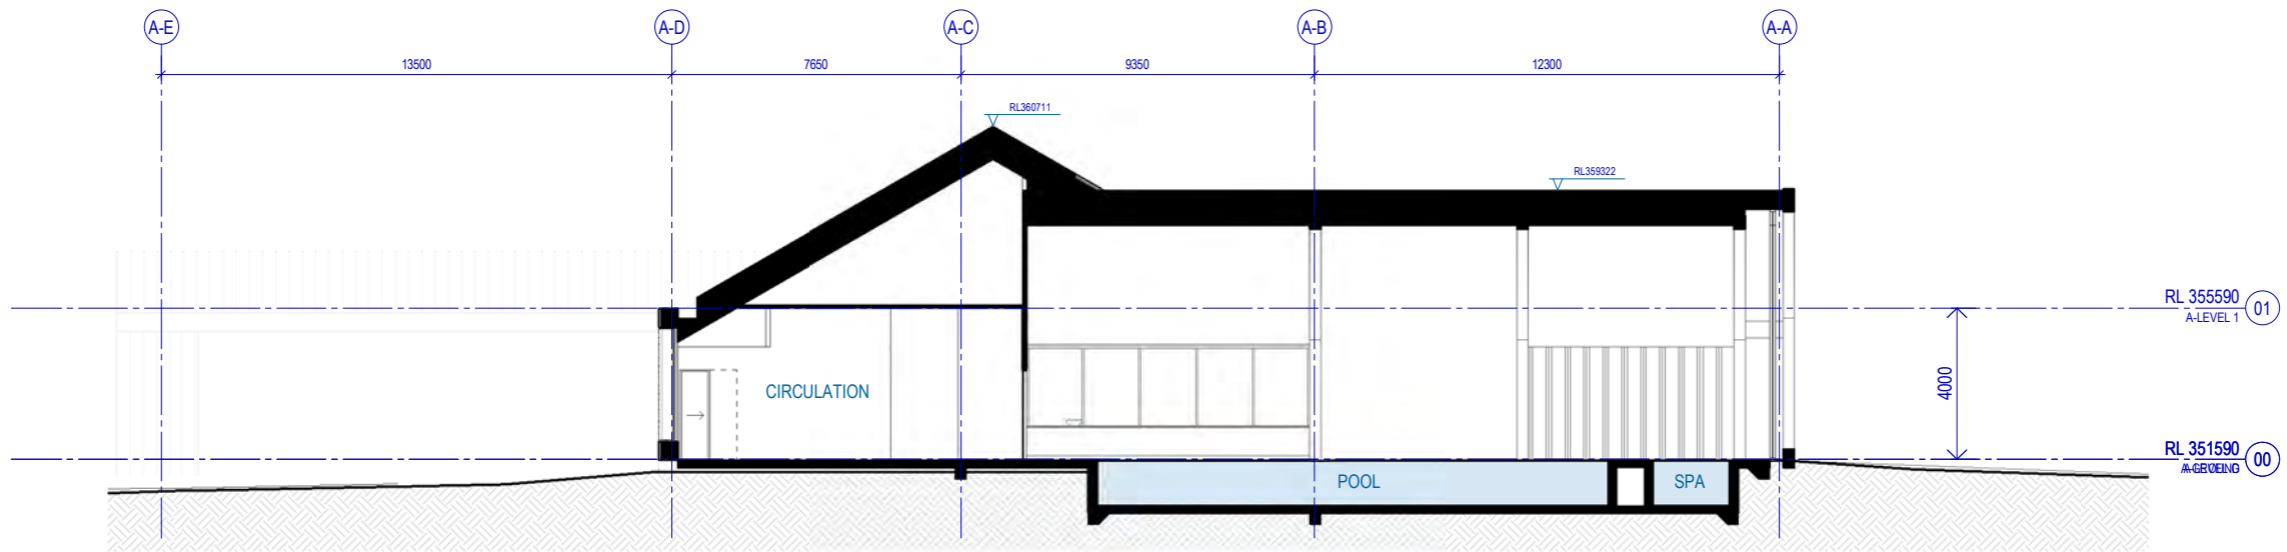 A-E A-D A-C A-B A-A
13500 7650 9350 12300
RL360711
RL359322
RL 355590 01
A-LEVEL 1
4000
CIRCULATION
RL 351590 00
POOL SPA